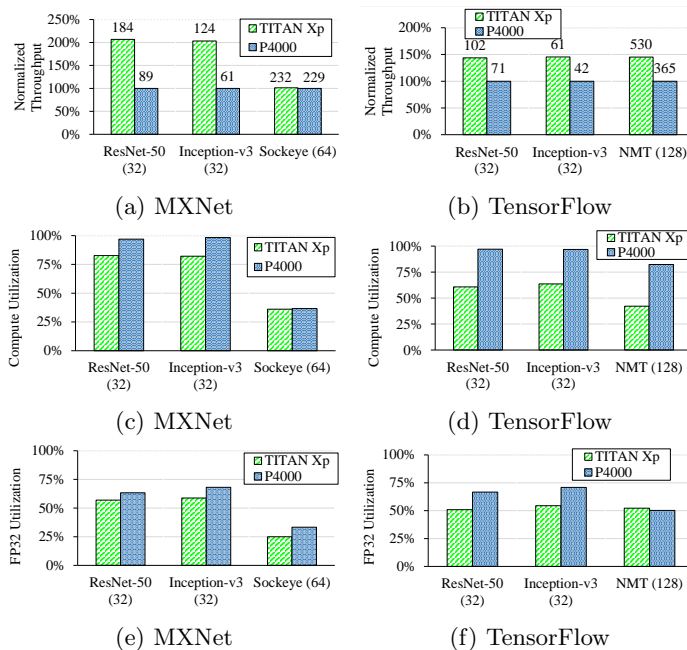 Normalized
Throughput
200%
150%
100%
50%
0%
184
89
124
61
232
229
TITAN Xp
P4000
ResNet-50
(32)
Inception-v3
(32)
Sockeye (64)
(a) MXNet
Normalized
Throughput
200%
150%
100%
50%
0%
102
71
61
42
530
365
TITAN Xp
P4000
ResNet-50
(32)
Inception-v3
(32)
NMT (128)
(b) TensorFlow
Compute Utilization
100%
75%
50%
25%
0%
TITAN Xp
P4000
ResNet-50
(32)
Inception-v3
(32)
Sockeye (64)
(c) MXNet
Compute Utilization
100%
75%
50%
25%
0%
TITAN Xp
P4000
ResNet-50
(32)
Inception-v3
(32)
NMT (128)
(d) TensorFlow
FP32 Utilization
100%
75%
50%
25%
0%
TITAN Xp
P4000
ResNet-50
(32)
Inception-v3
(32)
Sockeye (64)
(e) MXNet
FP32 Utilization
100%
75%
50%
25%
0%
TITAN Xp
P4000
ResNet-50
(32)
Inception-v3
(32)
NMT (128)
(f) TensorFlow